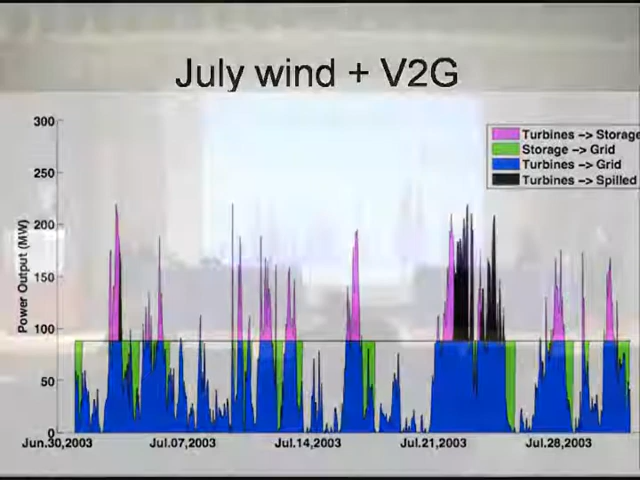 July wind + V2G
300
250
200
150
100
50
0
Power Output (MW)
Turbines –> Storage
Storage –> Grid
Turbines –> Grid
Turbines –> Spilled
Jun.30,2003 Jul.07,2003 Jul.14,2003 Jul.21,2003 Jul.28,2003